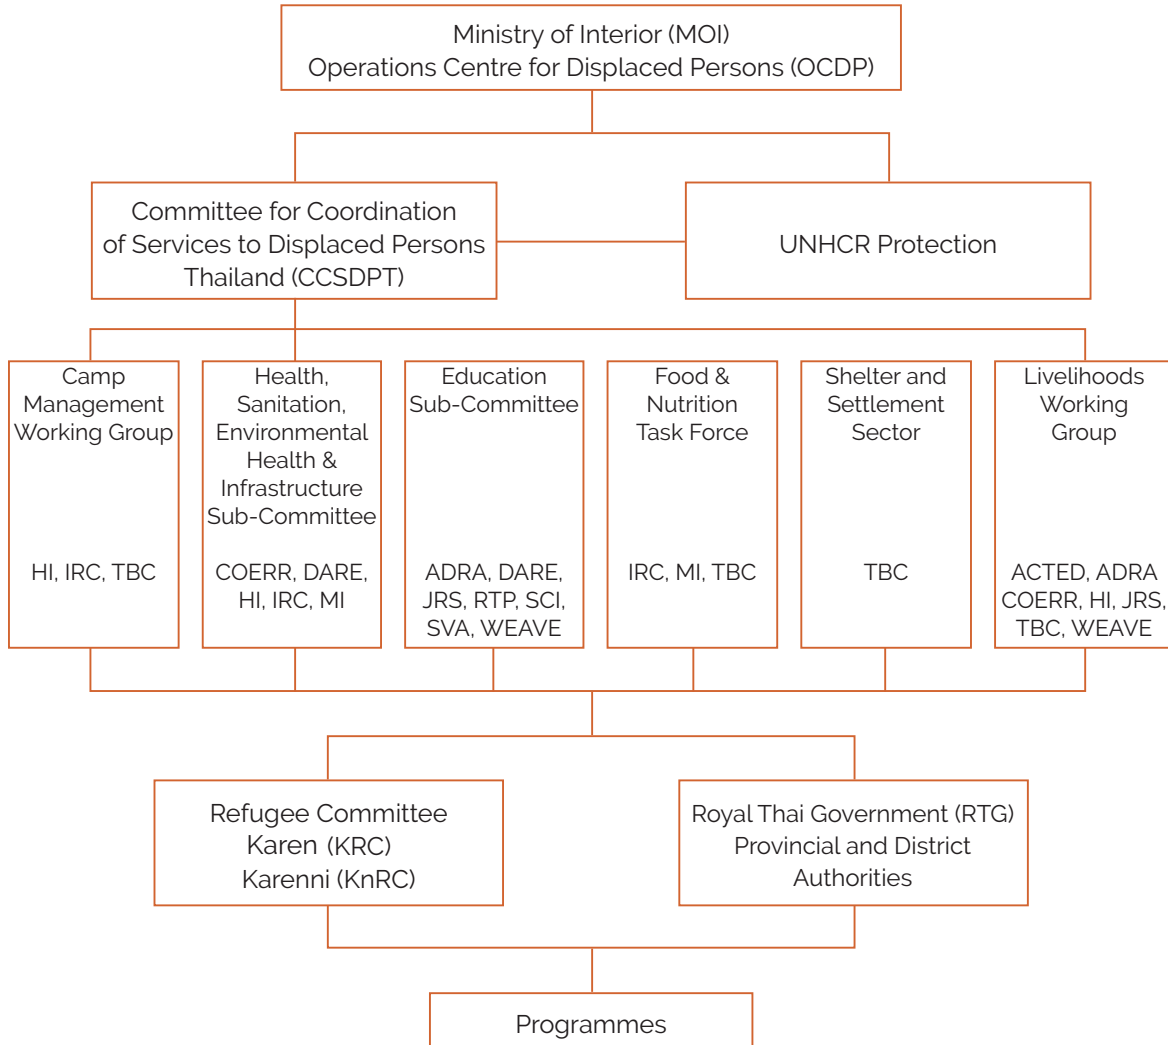 Ministry of Interior (MOI)
Operations Centre for Displaced Persons (OCDP)
Committee for Coordination
of Services to Displaced Persons
Thailand (CCSDPT)
UNHCR Protection
Camp
Management
Working Group
HI, IRC, TBC
Health,
Sanitation,
Environmental
Health &
Infrastructure
Sub-Committee
COERR, DARE,
HI, IRC, MI
Education
Sub-Committee
ADRA, DARE,
JRS, RTP, SCI,
SVA, WEAVE
Food &
Nutrition
Task Force
IRC, MI, TBC
Shelter and
Settlement
Sector
TBC
Livelihoods
Working
Group
ACTED, ADRA
COERR, HI, JRS,
TBC, WEAVE
Refugee Committee
Karen (KRC)
Karenni (KnRC)
Royal Thai Government (RTG)
Provincial and District
Authorities
Programmes